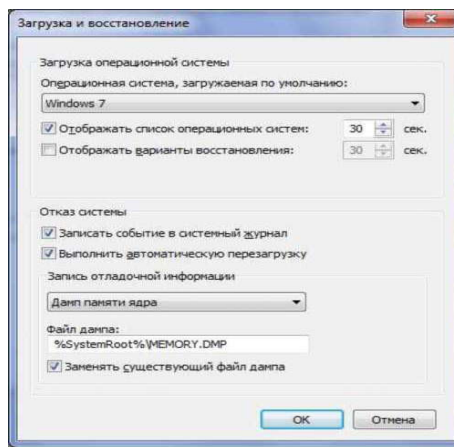 Загрузка и восстановление
Загрузка операционной системы
Операционная система, загружаемая по умолчанию:
Windows 7
Отображать список операционных систем: 30 сек.
Отображать варианты восстановления: 30 сек.
Отказ системы
Записать событие в системный журнал
Выполнить автоматическую перезагрузку
Запись отладочной информации
Дамп памяти ядра
Файл дампа:
%SystemRoot%\MEMORY.DMP
Заменять существующий файл дампа
OK Отмена